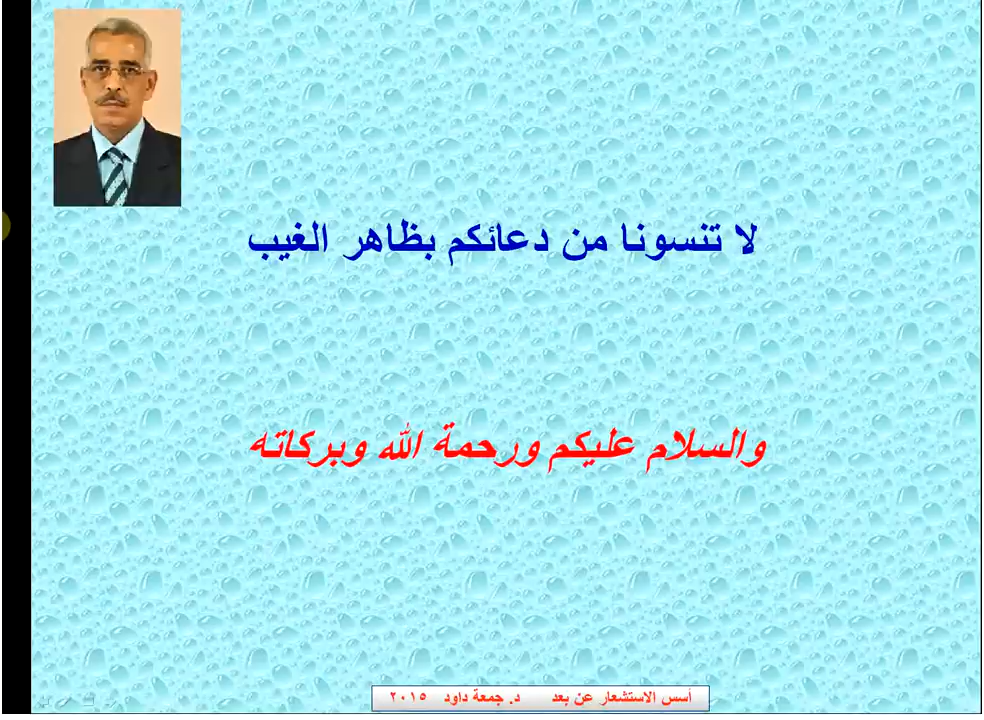 لا تنسونا من دعائكم بظاهر الغيب
والسلام عليكم ورحمة الله وبركاته
أسس الاستشعار عن بعد د. جمعة داود ٢٠١٥